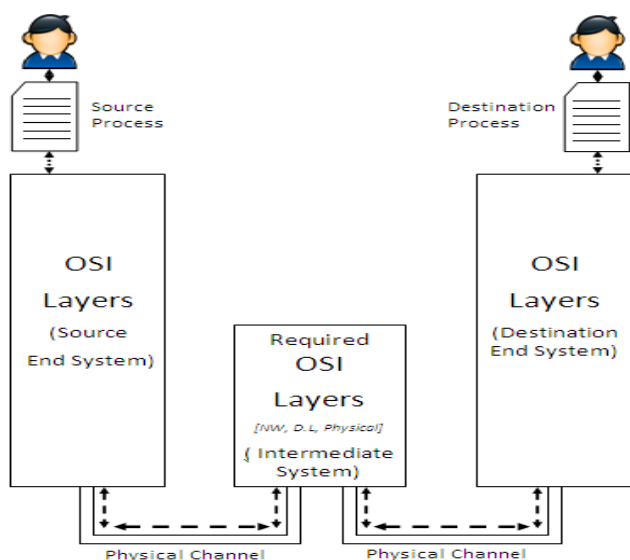 Source
Process
Destination
Process
OSI
Layers
(Source
End System)
Required
OSI
Layers
[NW, D.L, Physical]
( Intermediate
System)
OSI
Layers
(Destination
End System)
Physical Channel
Physical Channel